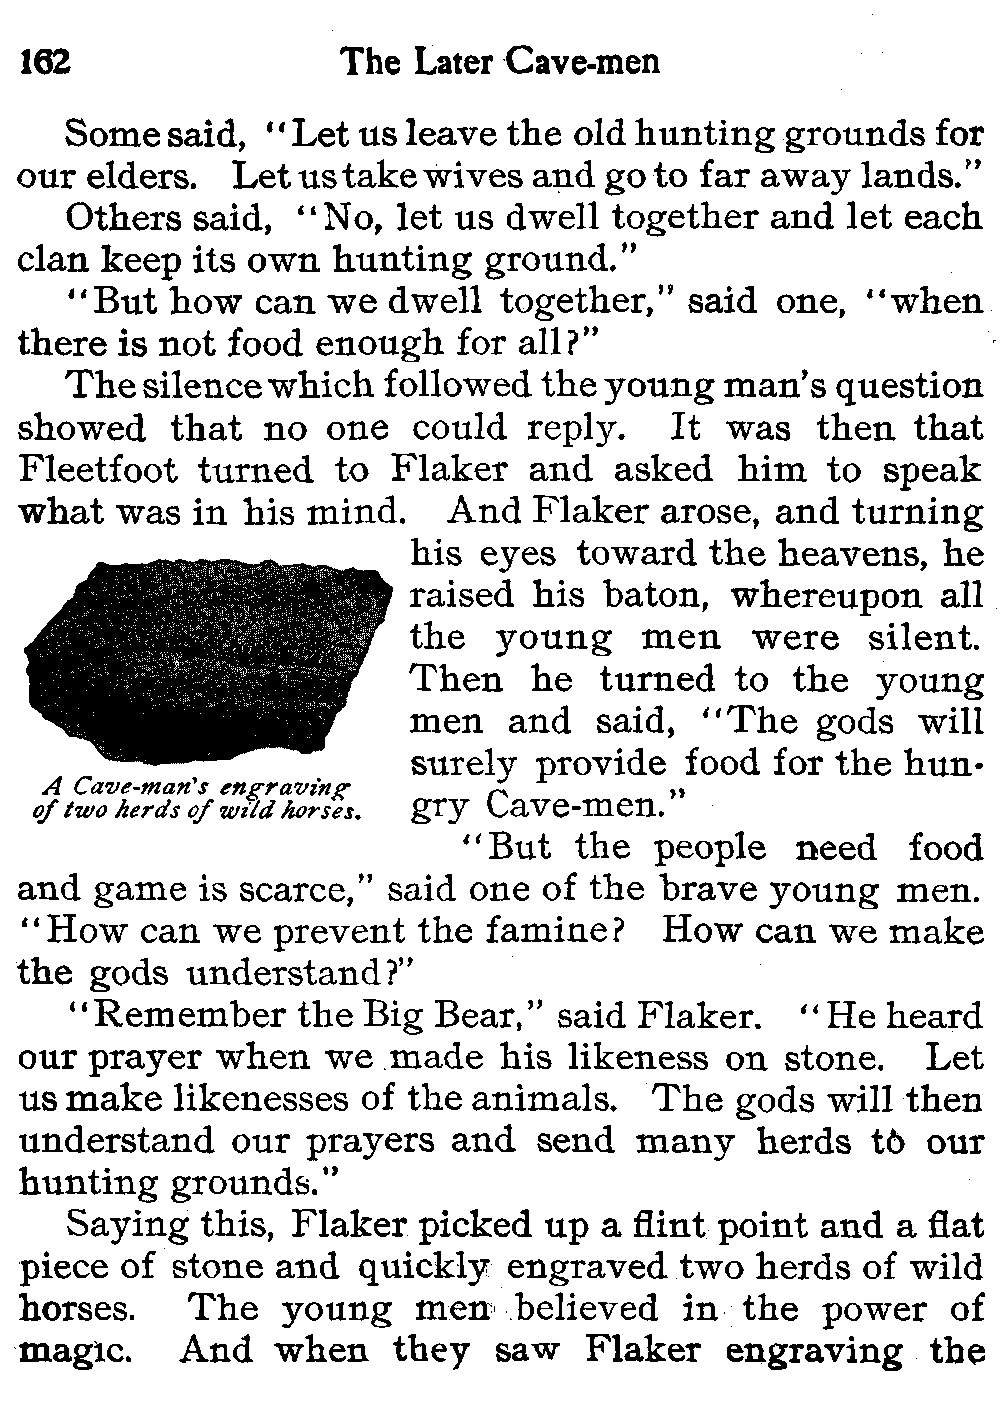 162 The Later Cave-men
Some said, "Let us leave the old hunting grounds for
our elders. Let us take wives and go to far away lands."
Others said, "No, let us dwell together and let each
clan keep its own hunting ground."
"But how can we dwell together," said one, "when
there is not food enough for all?"
The silence which followed the young man's question
showed that no one could reply. It was then that
Fleetfoot turned to Flaker and asked him to speak
what was in his mind. And Flaker arose, and turning
his eyes toward the heavens, he
raised his baton, whereupon all
the young men were silent.
Then he turned to the young
men and said, "The gods will
surely provide food for the hun-
gry Cave-men."
A Cave-man's engraving
of two herds of wild horses.
"But the people need food
and game is scarce," said one of the brave young men.
"How can we prevent the famine? How can we make
the gods understand?"
"Remember the Big Bear," said Flaker. "He heard
our prayer when we made his likeness on stone. Let
us make likenesses of the animals. The gods will then
understand our prayers and send many herds to our
hunting grounds."
Saying this, Flaker picked up a flint point and a flat
piece of stone and quickly engraved two herds of wild
horses. The young men believed in the power of
magic. And when they saw Flaker engraving the